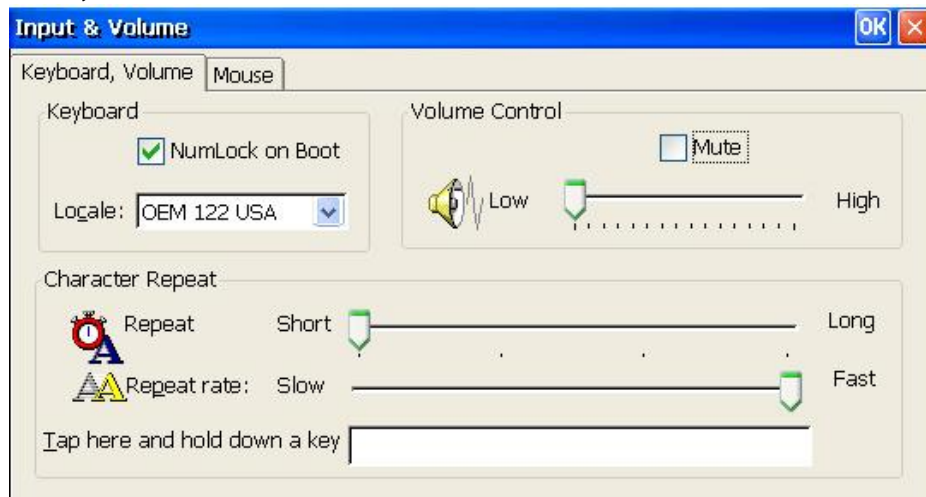 Input & Volume OK
Keyboard, Volume Mouse
Keyboard
NumLock on Boot
Locale: OEM 122 USA
Volume Control
Mute
Low High
Character Repeat
Repeat Short Long
Repeat rate: Slow Fast
Tap here and hold down a key